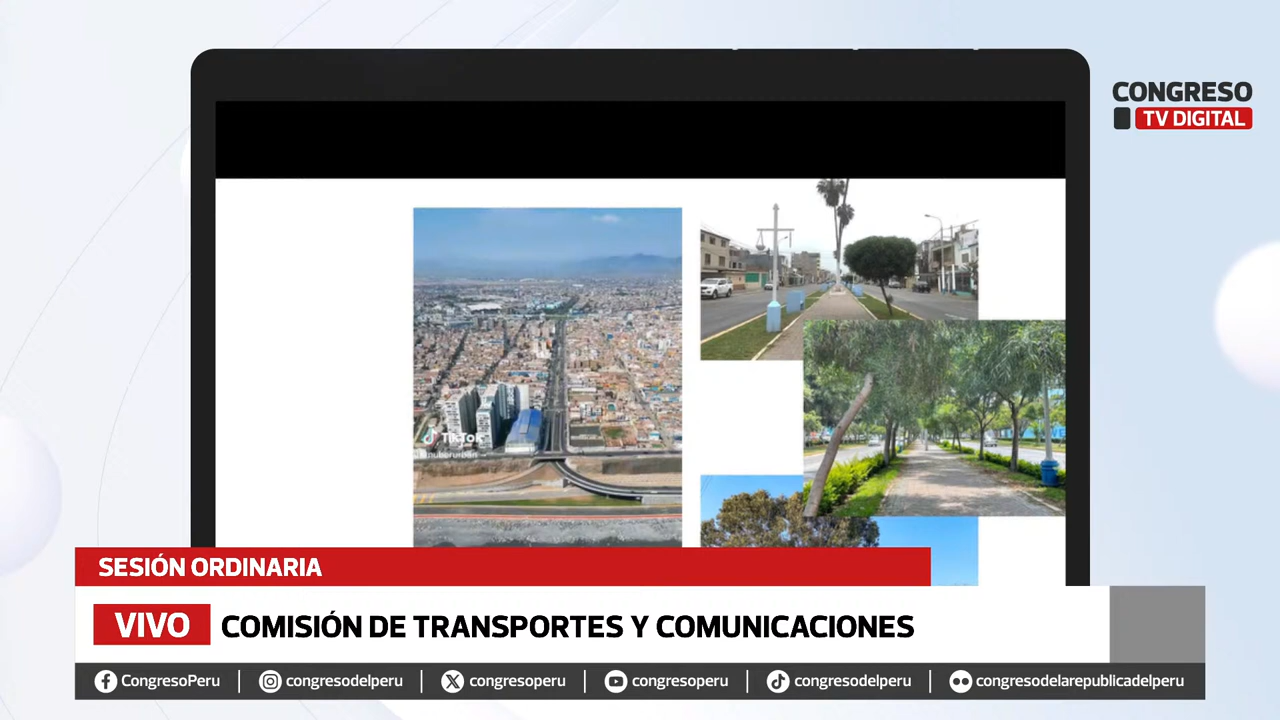 CONGRESO
TV DIGITAL
TikTok
SESIÓN ORDINARIA
VIVO COMISIÓN DE TRANSPORTES Y COMUNICACIONES
CongresoPeru congresodelperu congresoperu congresoperu congresodelperu congresodelarepublicadelperu